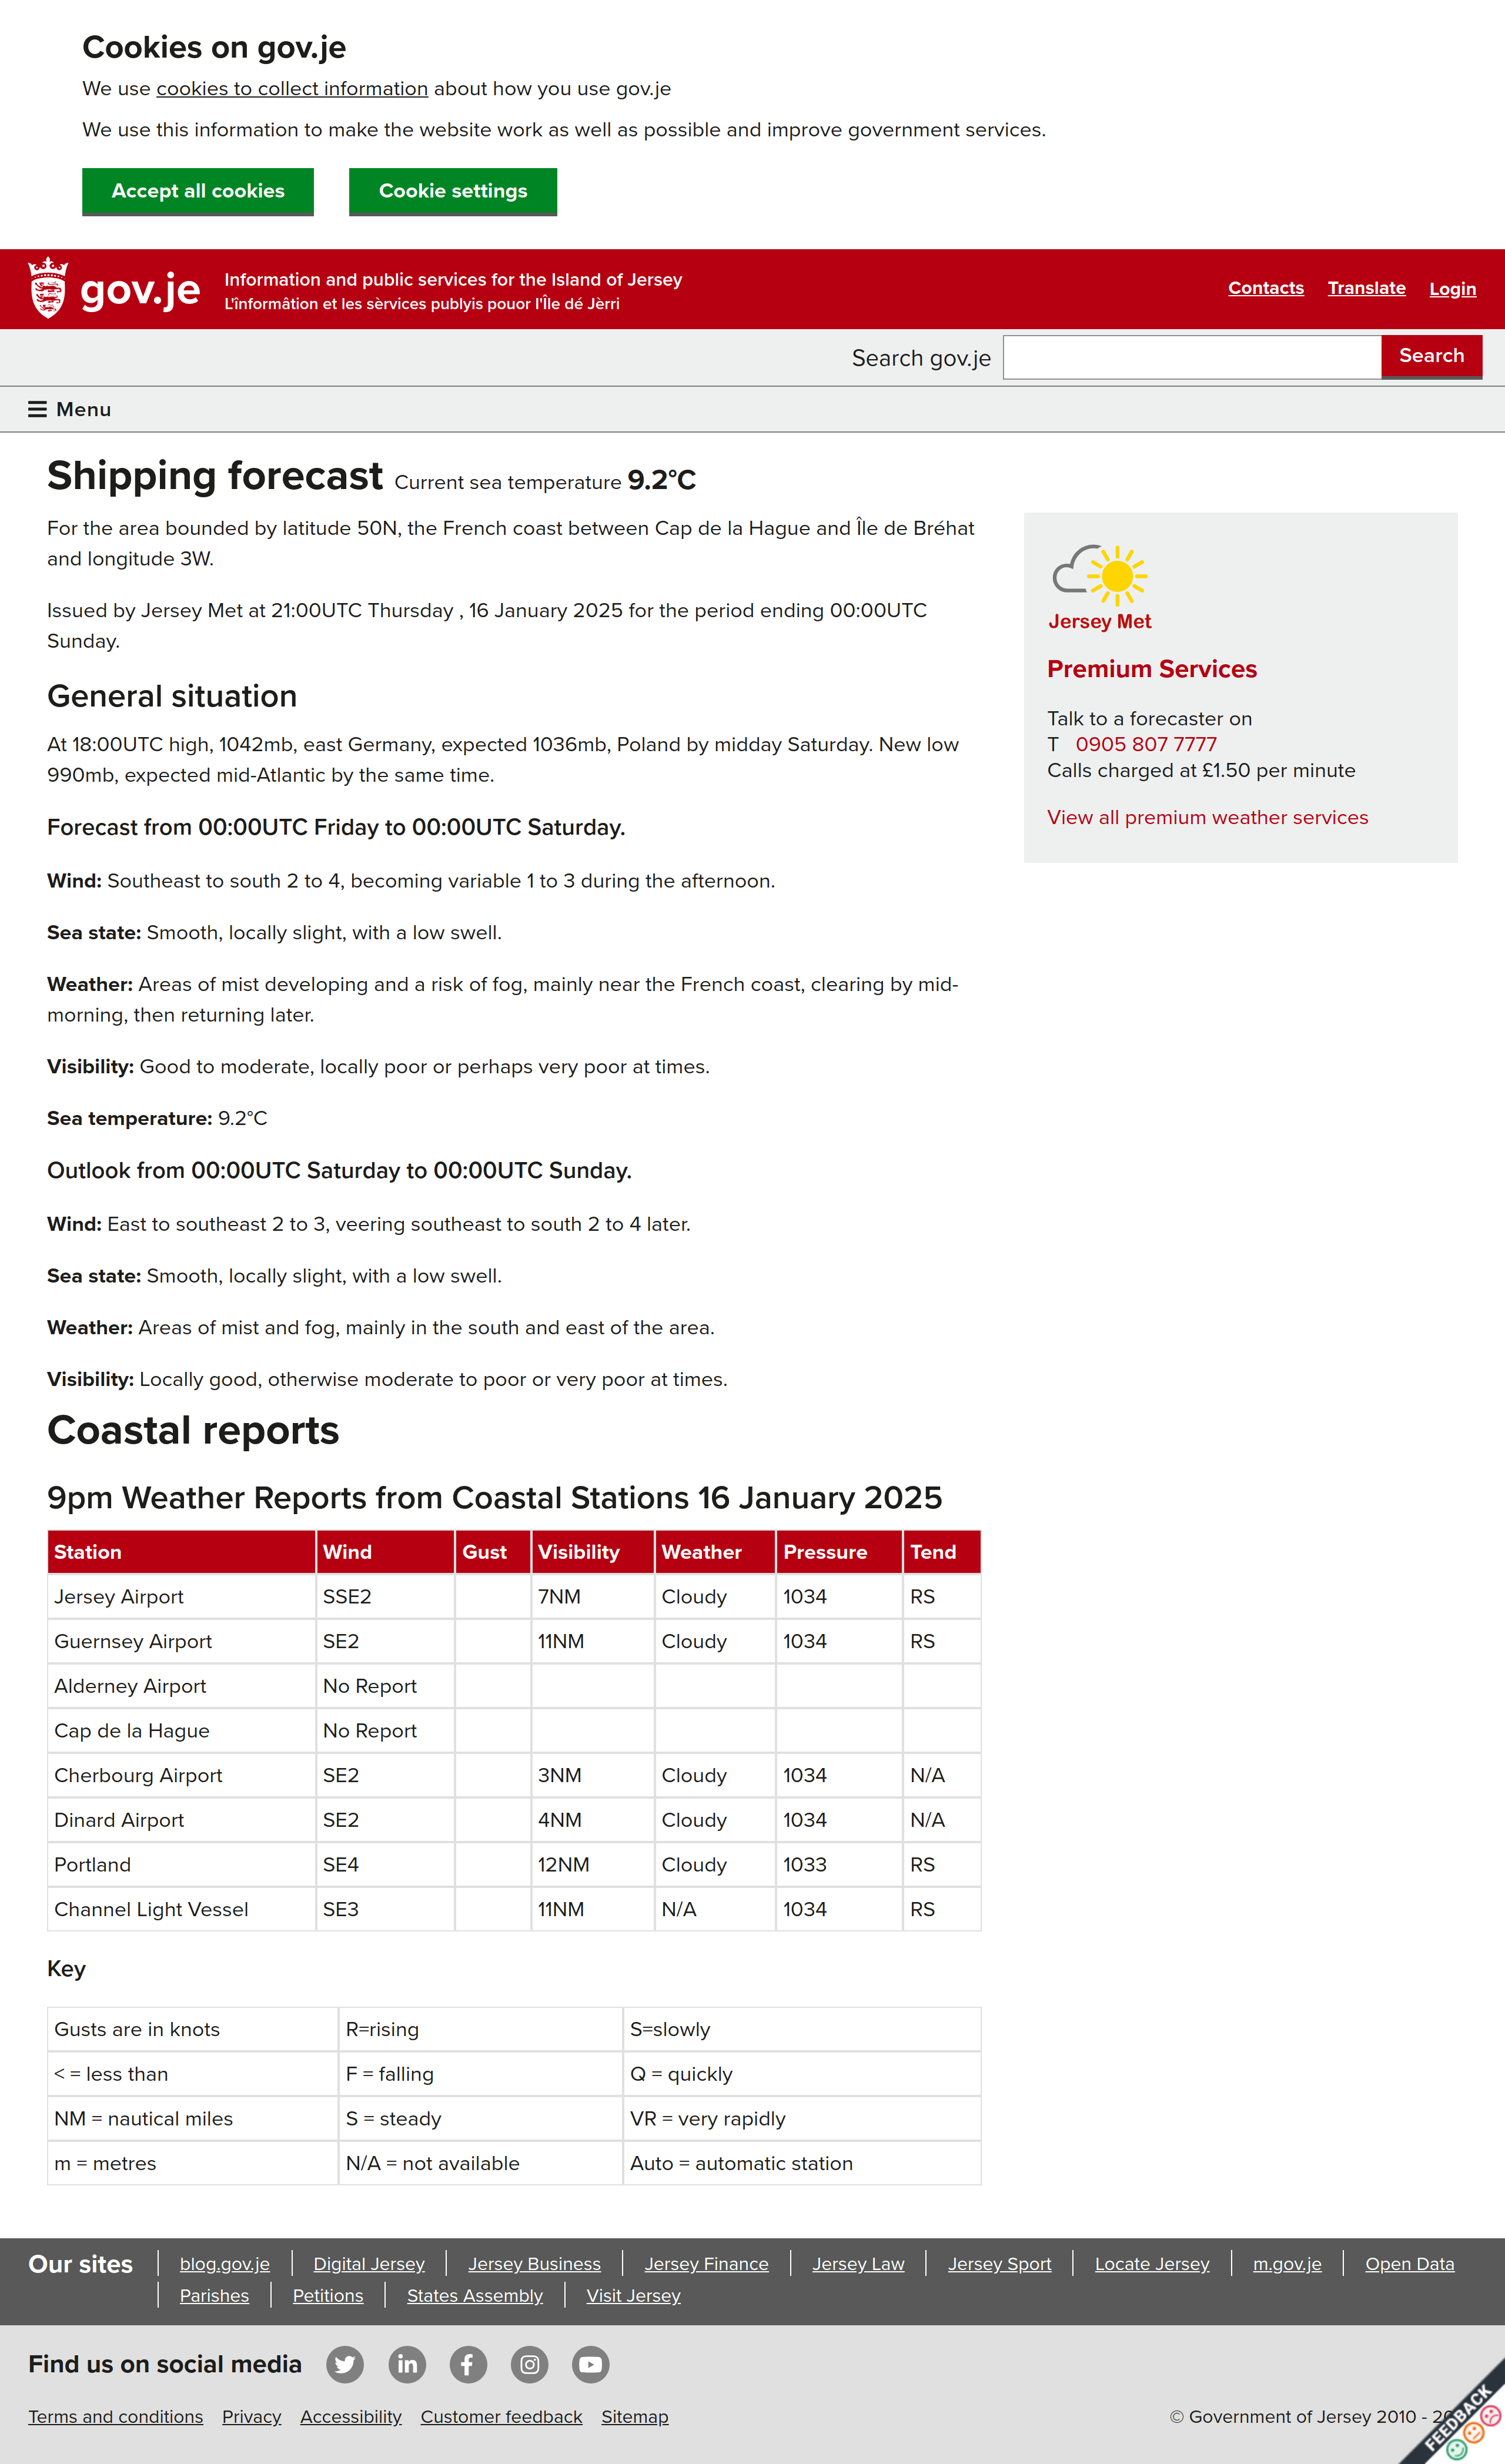 Cookies on gov.je
We use cookies to collect information about how you use gov.je
We use this information to make the website work as well as possible and improve government services.
Accept all cookies Cookie settings
gov.je
Information and public services for the Island of Jersey
L'înformâtion et les sèrvices publyis pouor I'Île dé Jèrri
Contacts Translate Login
Search gov.je Search
Menu
Shipping forecast Current sea temperature 9.2°C
For the area bounded by latitude 50N, the French coast between Cap de la Hague and Île de Bréhat
and longitude 3W.
Issued by Jersey Met at 21:00UTC Thursday , 16 January 2025 for the period ending 00:00UTC
Sunday.
General situation
At 18:00UTC high, 1042mb, east Germany, expected 1036mb, Poland by midday Saturday. New low
990mb, expected mid-Atlantic by the same time.
Forecast from 00:00UTC Friday to 00:00UTC Saturday.
Wind: Southeast to south 2 to 4, becoming variable 1 to 3 during the afternoon.
Sea state: Smooth, locally slight, with a low swell.
Weather: Areas of mist developing and a risk of fog, mainly near the French coast, clearing by mid-
morning, then returning later.
Visibility: Good to moderate, locally poor or perhaps very poor at times.
Sea temperature: 9.2°C
Outlook from 00:00UTC Saturday to 00:00UTC Sunday.
Wind: East to southeast 2 to 3, veering southeast to south 2 to 4 later.
Sea state: Smooth, locally slight, with a low swell.
Weather: Areas of mist and fog, mainly in the south and east of the area.
Visibility: Locally good, otherwise moderate to poor or very poor at times.
Jersey Met
Premium Services
Talk to a forecaster on
T 0905 807 7777
Calls charged at £1.50 per minute
View all premium weather services
Coastal reports
9pm Weather Reports from Coastal Stations 16 January 2025
Station Wind Gust Visibility Weather Pressure Tend
Jersey Airport SSE2 7NM Cloudy 1034 RS
Guernsey Airport SE2 11NM Cloudy 1034 RS
Alderney Airport No Report
Cap de la Hague No Report
Cherbourg Airport SE2 3NM Cloudy 1034 N/A
Dinard Airport SE2 4NM Cloudy 1034 N/A
Portland SE4 12NM Cloudy 1033 RS
Channel Light Vessel SE3 11NM N/A 1034 RS
Key
Gusts are in knots R=rising S=slowly
< = less than F = falling Q = quickly
NM = nautical miles S = steady VR = very rapidly
m = metres N/A = not available Auto = automatic station
Our sites blog.gov.je Digital Jersey Jersey Business Jersey Finance Jersey Law Jersey Sport Locate Jersey m.gov.je Open Data
Parishes Petitions States Assembly Visit Jersey
Find us on social media
Terms and conditions Privacy Accessibility Customer feedback Sitemap
© Government of Jersey 2010 -
FEEDBACK